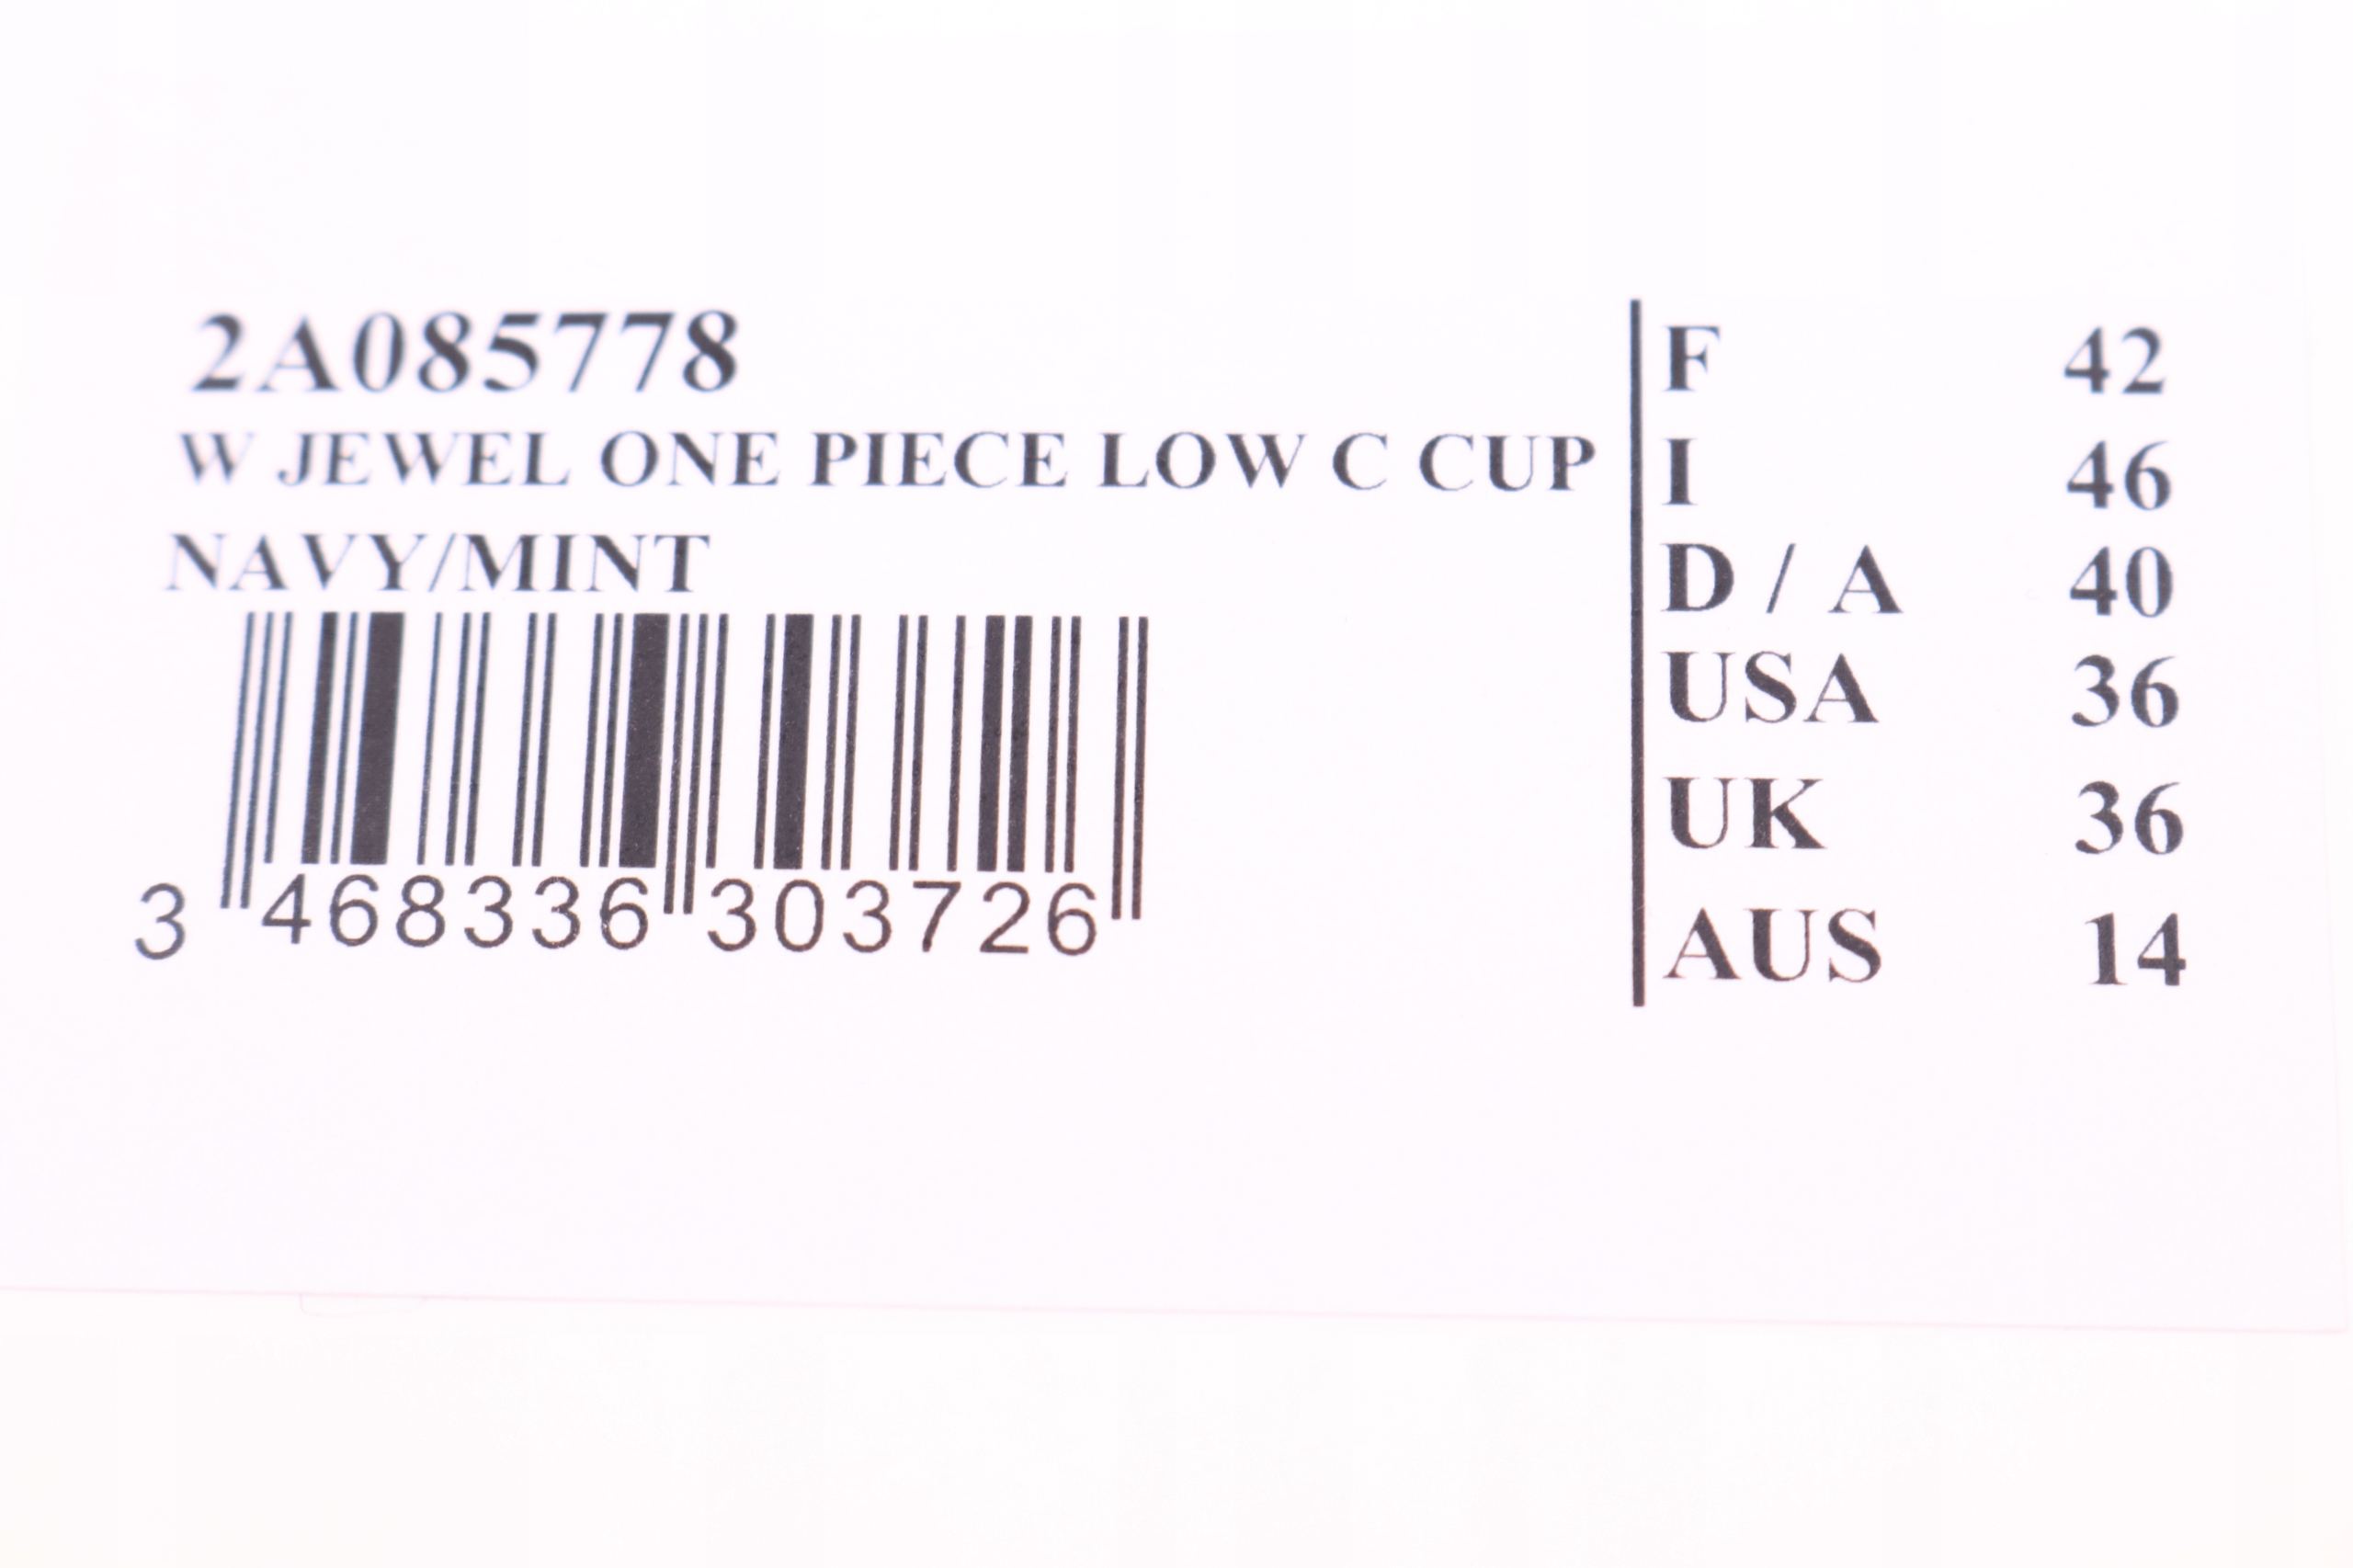 2A085778
W JEWEL ONE PIECE LOW C CUP
NAVY/MINT
3 468336 303726
F 42
I 46
D / A 40
USA 36
UK 36
AUS 14